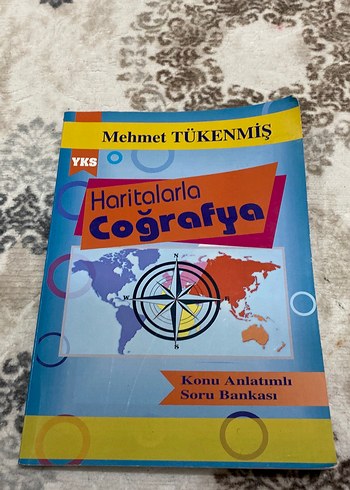 Mehmet TÜKENMİŞ
YKS
Haritalarla
Coğrafya
N
W
E
S
Konu Anlatımlı
Soru Bankası